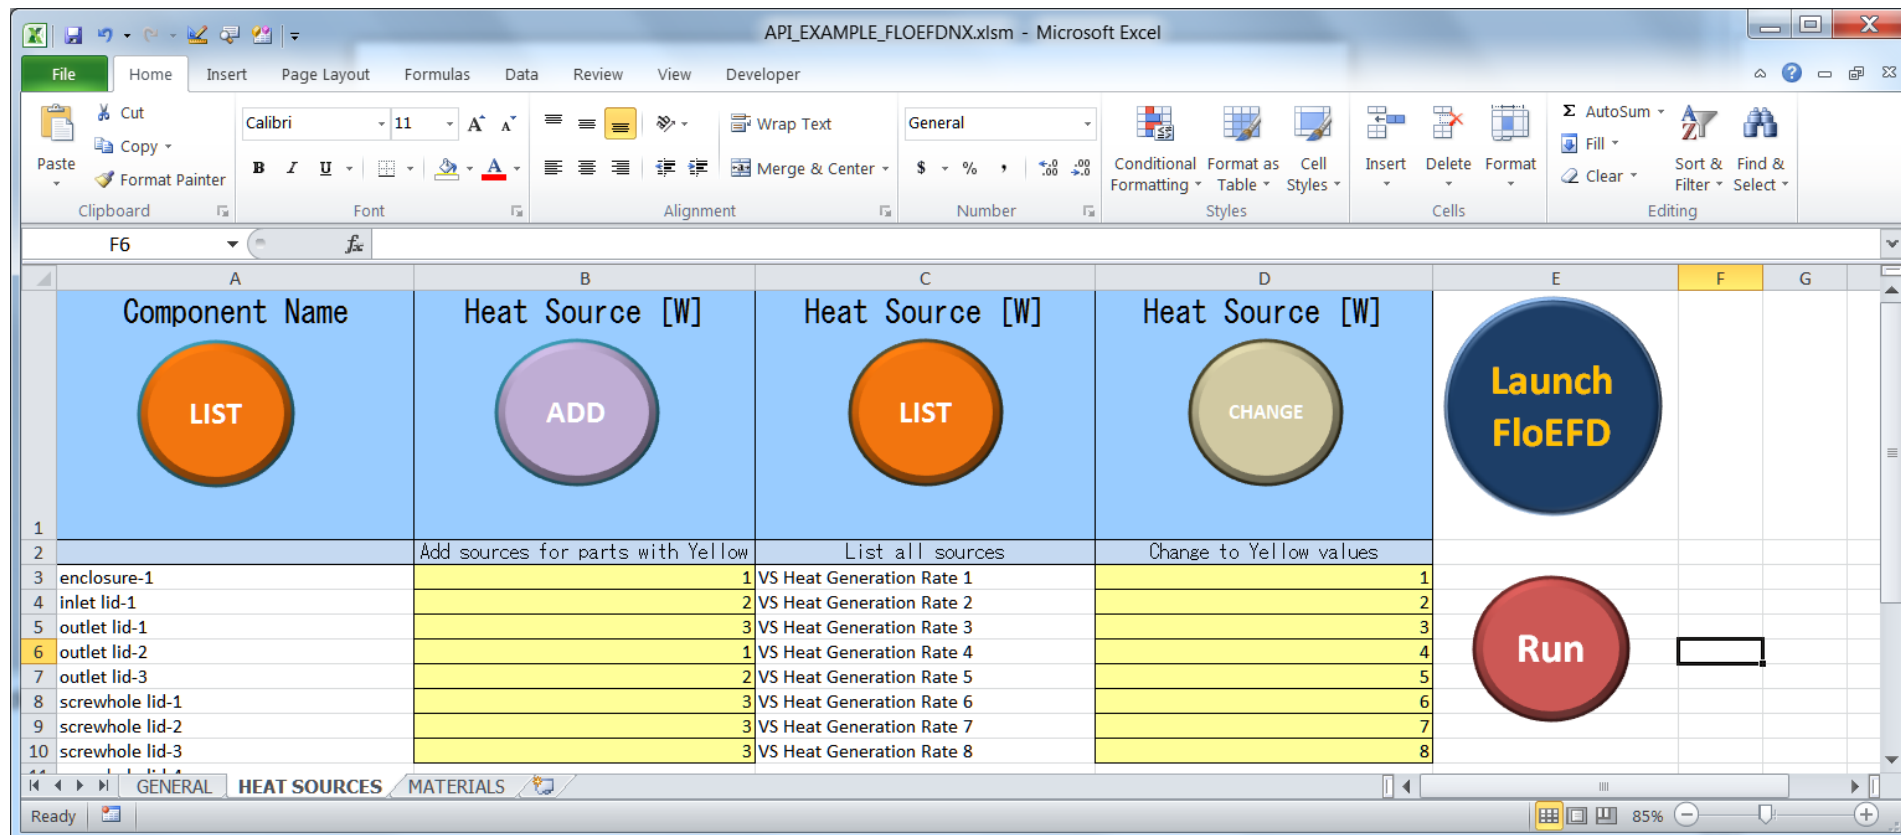 API_EXAMPLE_FLOEFDNX.xlsm - Microsoft Excel
File Home Insert Page Layout Formulas Data Review View Developer
Paste
Cut
Copy
Format Painter
Clipboard
Calibri 11
B I U A
Font
Wrap Text
Merge & Center
Alignment
General
$ % , .00 .0
Number
Conditional Formatting
Format as Table
Cell Styles
Styles
Insert Delete Format
Cells
Σ AutoSum
Fill
Clear
Sort & Filter
Find & Select
Editing
F6 fx
A B C D E F G
1 Component Name Heat Source [W] Heat Source [W] Heat Source [W]
LIST ADD LIST CHANGE
Launch
FloEFD
2 Add sources for parts with Yellow List all sources Change to Yellow values
3 enclosure-1 1 VS Heat Generation Rate 1 1
4 inlet lid-1 2 VS Heat Generation Rate 2 2
5 outlet lid-1 3 VS Heat Generation Rate 3 3
6 outlet lid-2 1 VS Heat Generation Rate 4 4
Run
7 outlet lid-3 2 VS Heat Generation Rate 5 5
8 screwhole lid-1 3 VS Heat Generation Rate 6 6
9 screwhole lid-2 3 VS Heat Generation Rate 7 7
10 screwhole lid-3 3 VS Heat Generation Rate 8 8
GENERAL HEAT SOURCES MATERIALS
Ready 85%